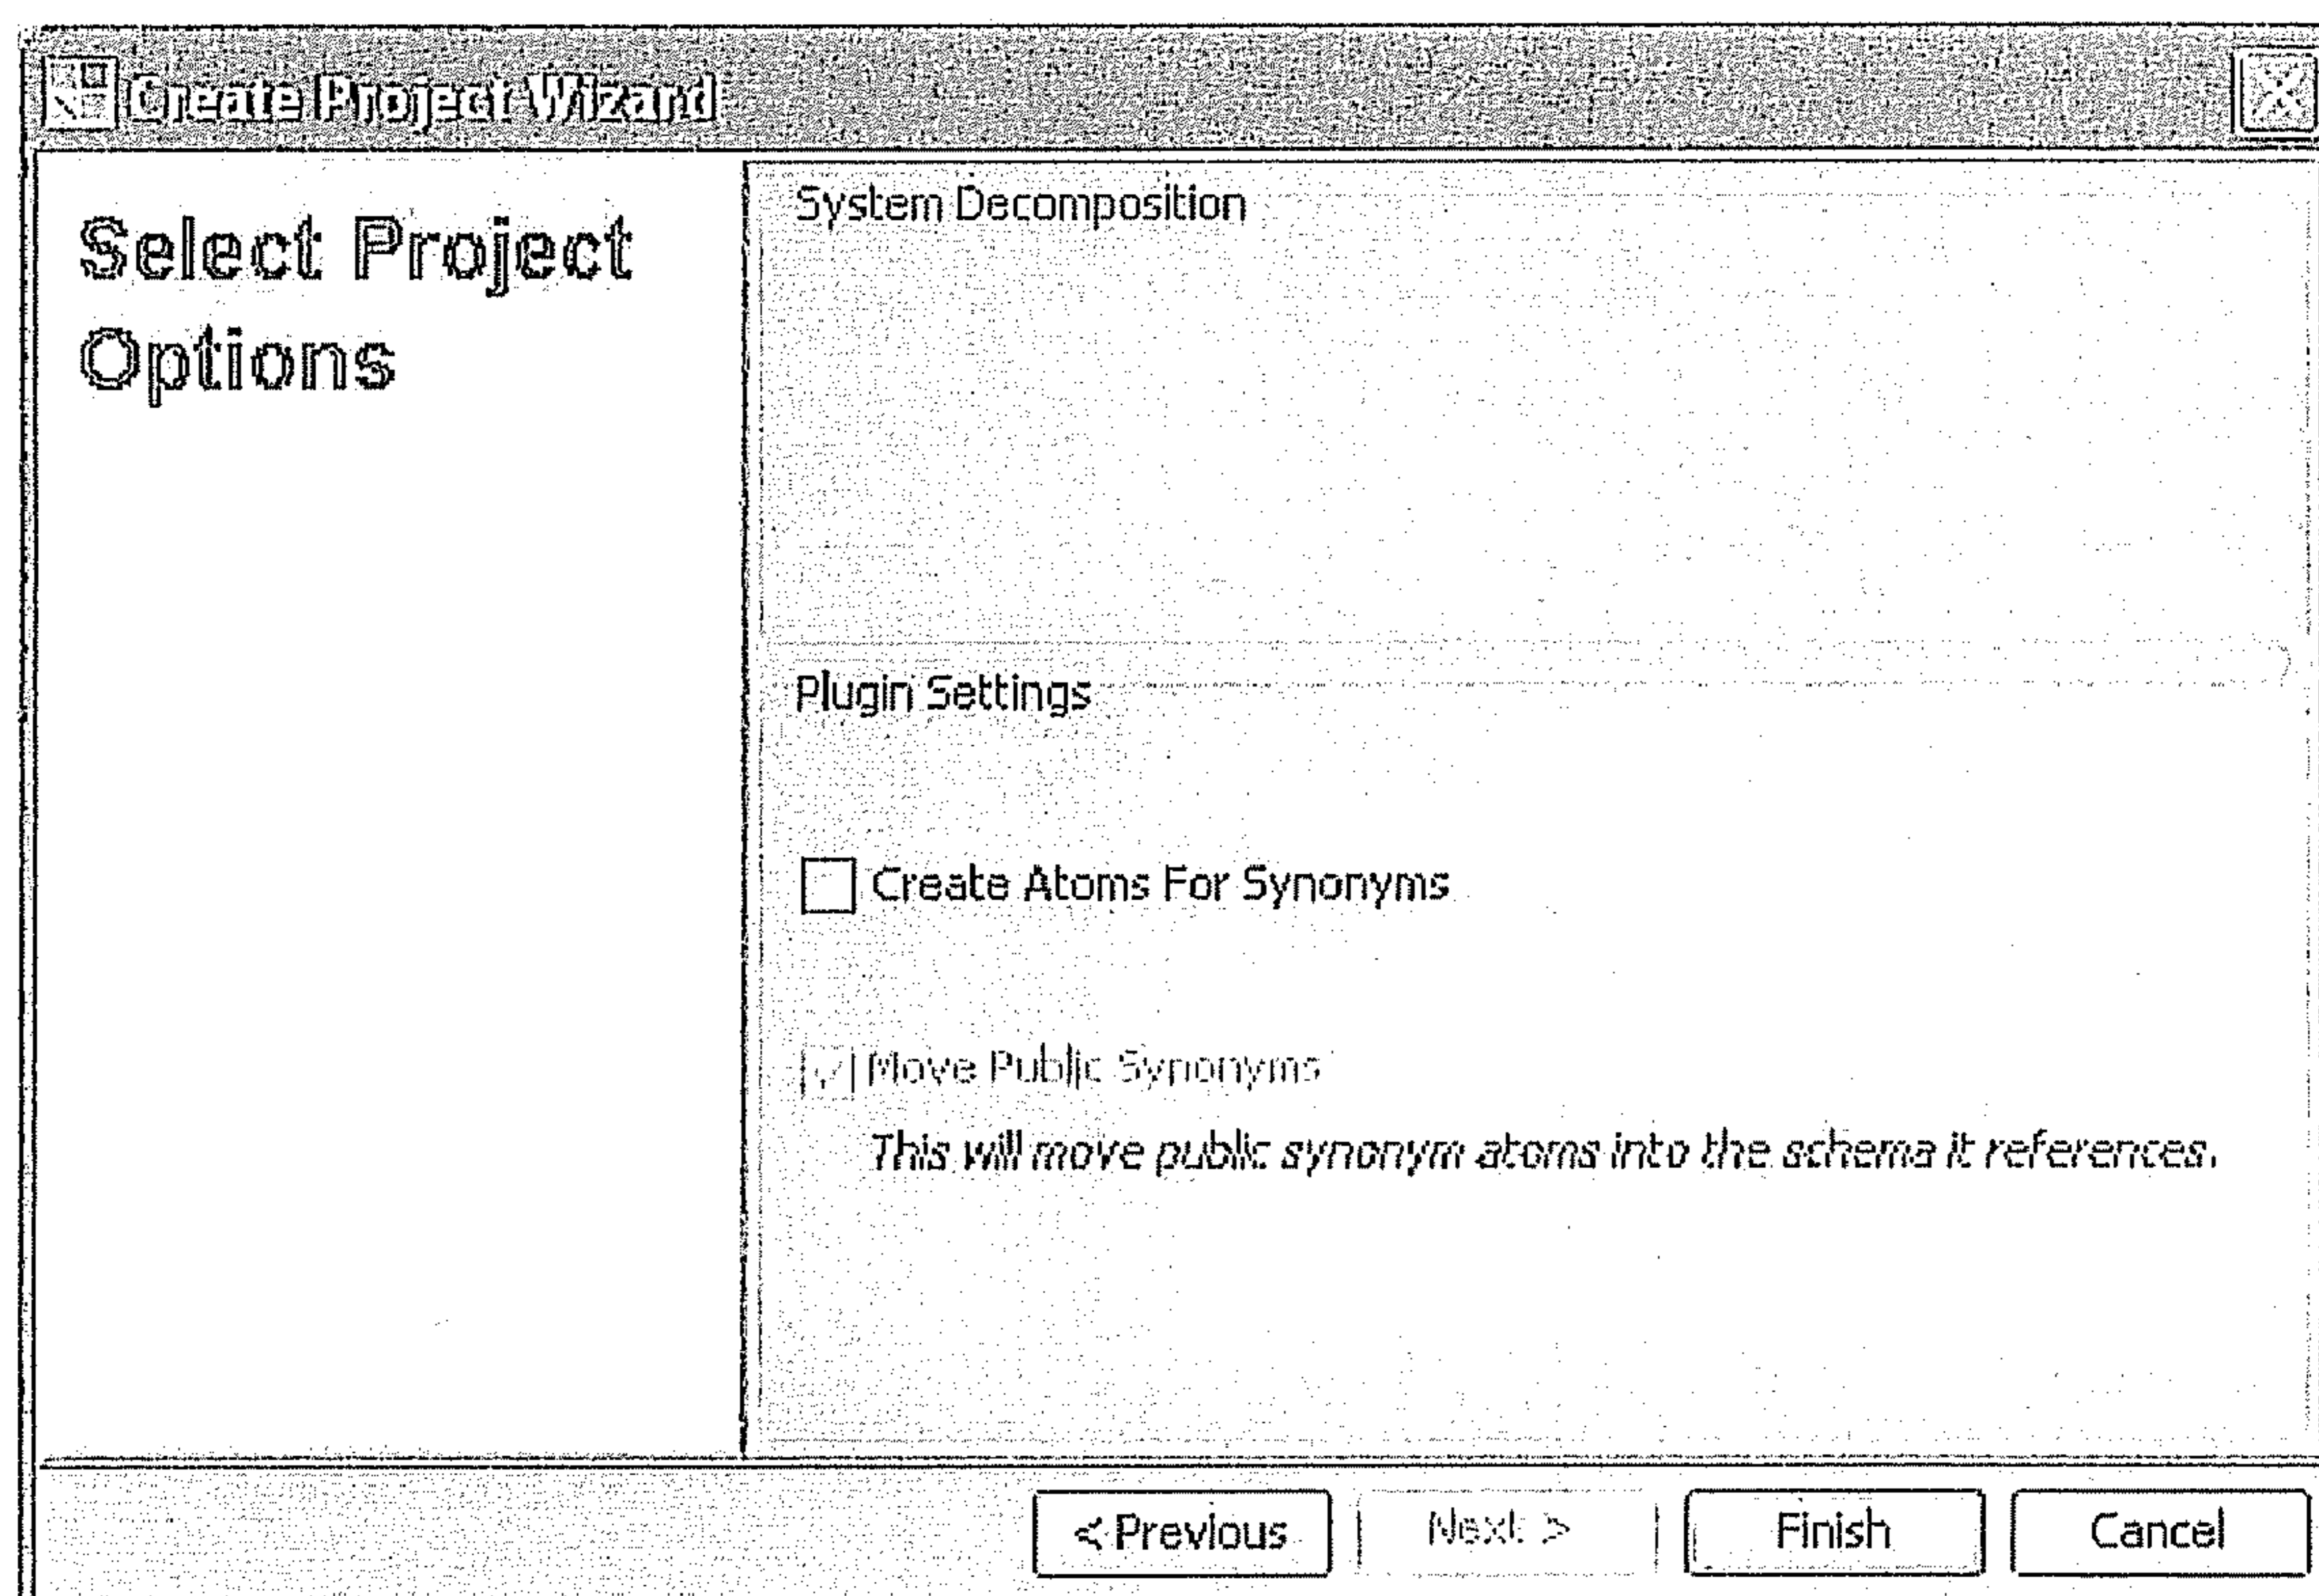 Create Project Wizard
Select Project
Options
System Decomposition
Plugin Settings
Create Atoms For Synonyms
Move Public Synonyms
This will move public synonym atoms into the schema it references.
< Previous
Next >
Finish
Cancel